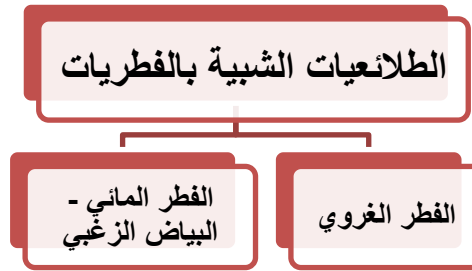 الطلائعيات الشبية بالفطريات
الفطر الغروي
الفطر المائي -
البياض الزغبي